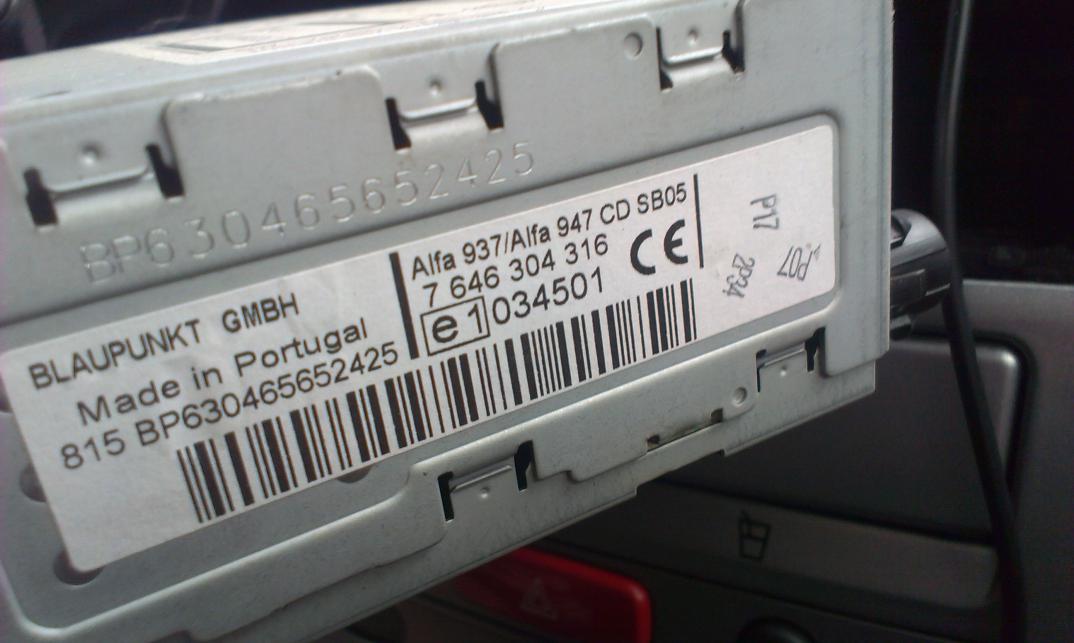 BP630465652425
BLAUPUNKT GMBH
Made in Portugal
815 BP630465652425
Alfa 937/Alfa 947 CD SB05
7 646 304 316
e1 034501
CE
P17
2P34
P07